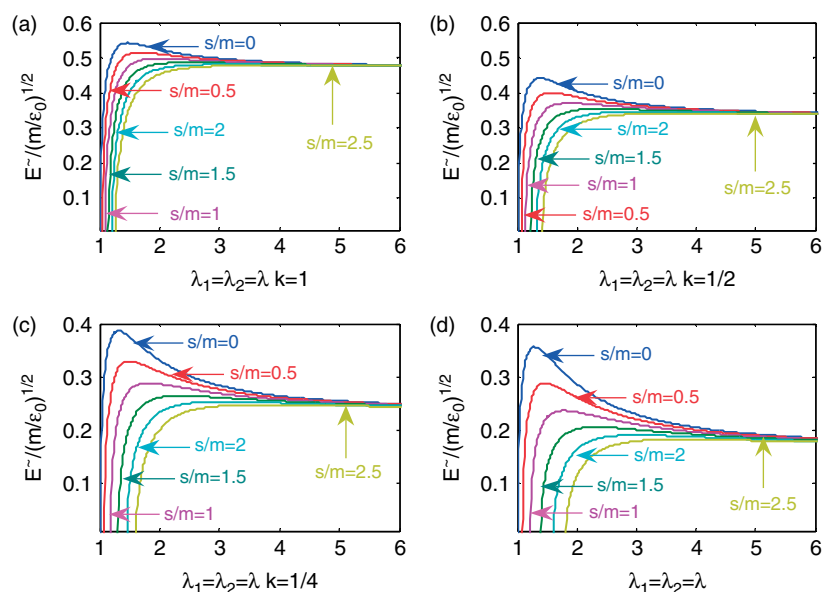 (a)
E~/(m/ε0)1/2
0.6
0.5
0.4
0.3
0.2
0.1
s/m=0
s/m=0.5
s/m=2
s/m=1.5
s/m=1
s/m=2.5
1 2 3 4 5 6
λ1=λ2=λ k=1
(b)
E~/(m/ε0)1/2
0.6
0.5
0.4
0.3
0.2
0.1
s/m=0
s/m=2
s/m=1.5
s/m=1
s/m=0.5
s/m=2.5
1 2 3 4 5 6
λ1=λ2=λ k=1/2
(c)
E~/(m/ε0)1/2
0.4
0.3
0.2
0.1
s/m=0
s/m=0.5
s/m=2
s/m=1.5
s/m=1
s/m=2.5
1 2 3 4 5 6
λ1=λ2=λ k=1/4
(d)
E~/(m/ε0)1/2
0.4
0.3
0.2
0.1
s/m=0
s/m=0.5
s/m=2
s/m=1.5
s/m=1
s/m=2.5
1 2 3 4 5 6
λ1=λ2=λ